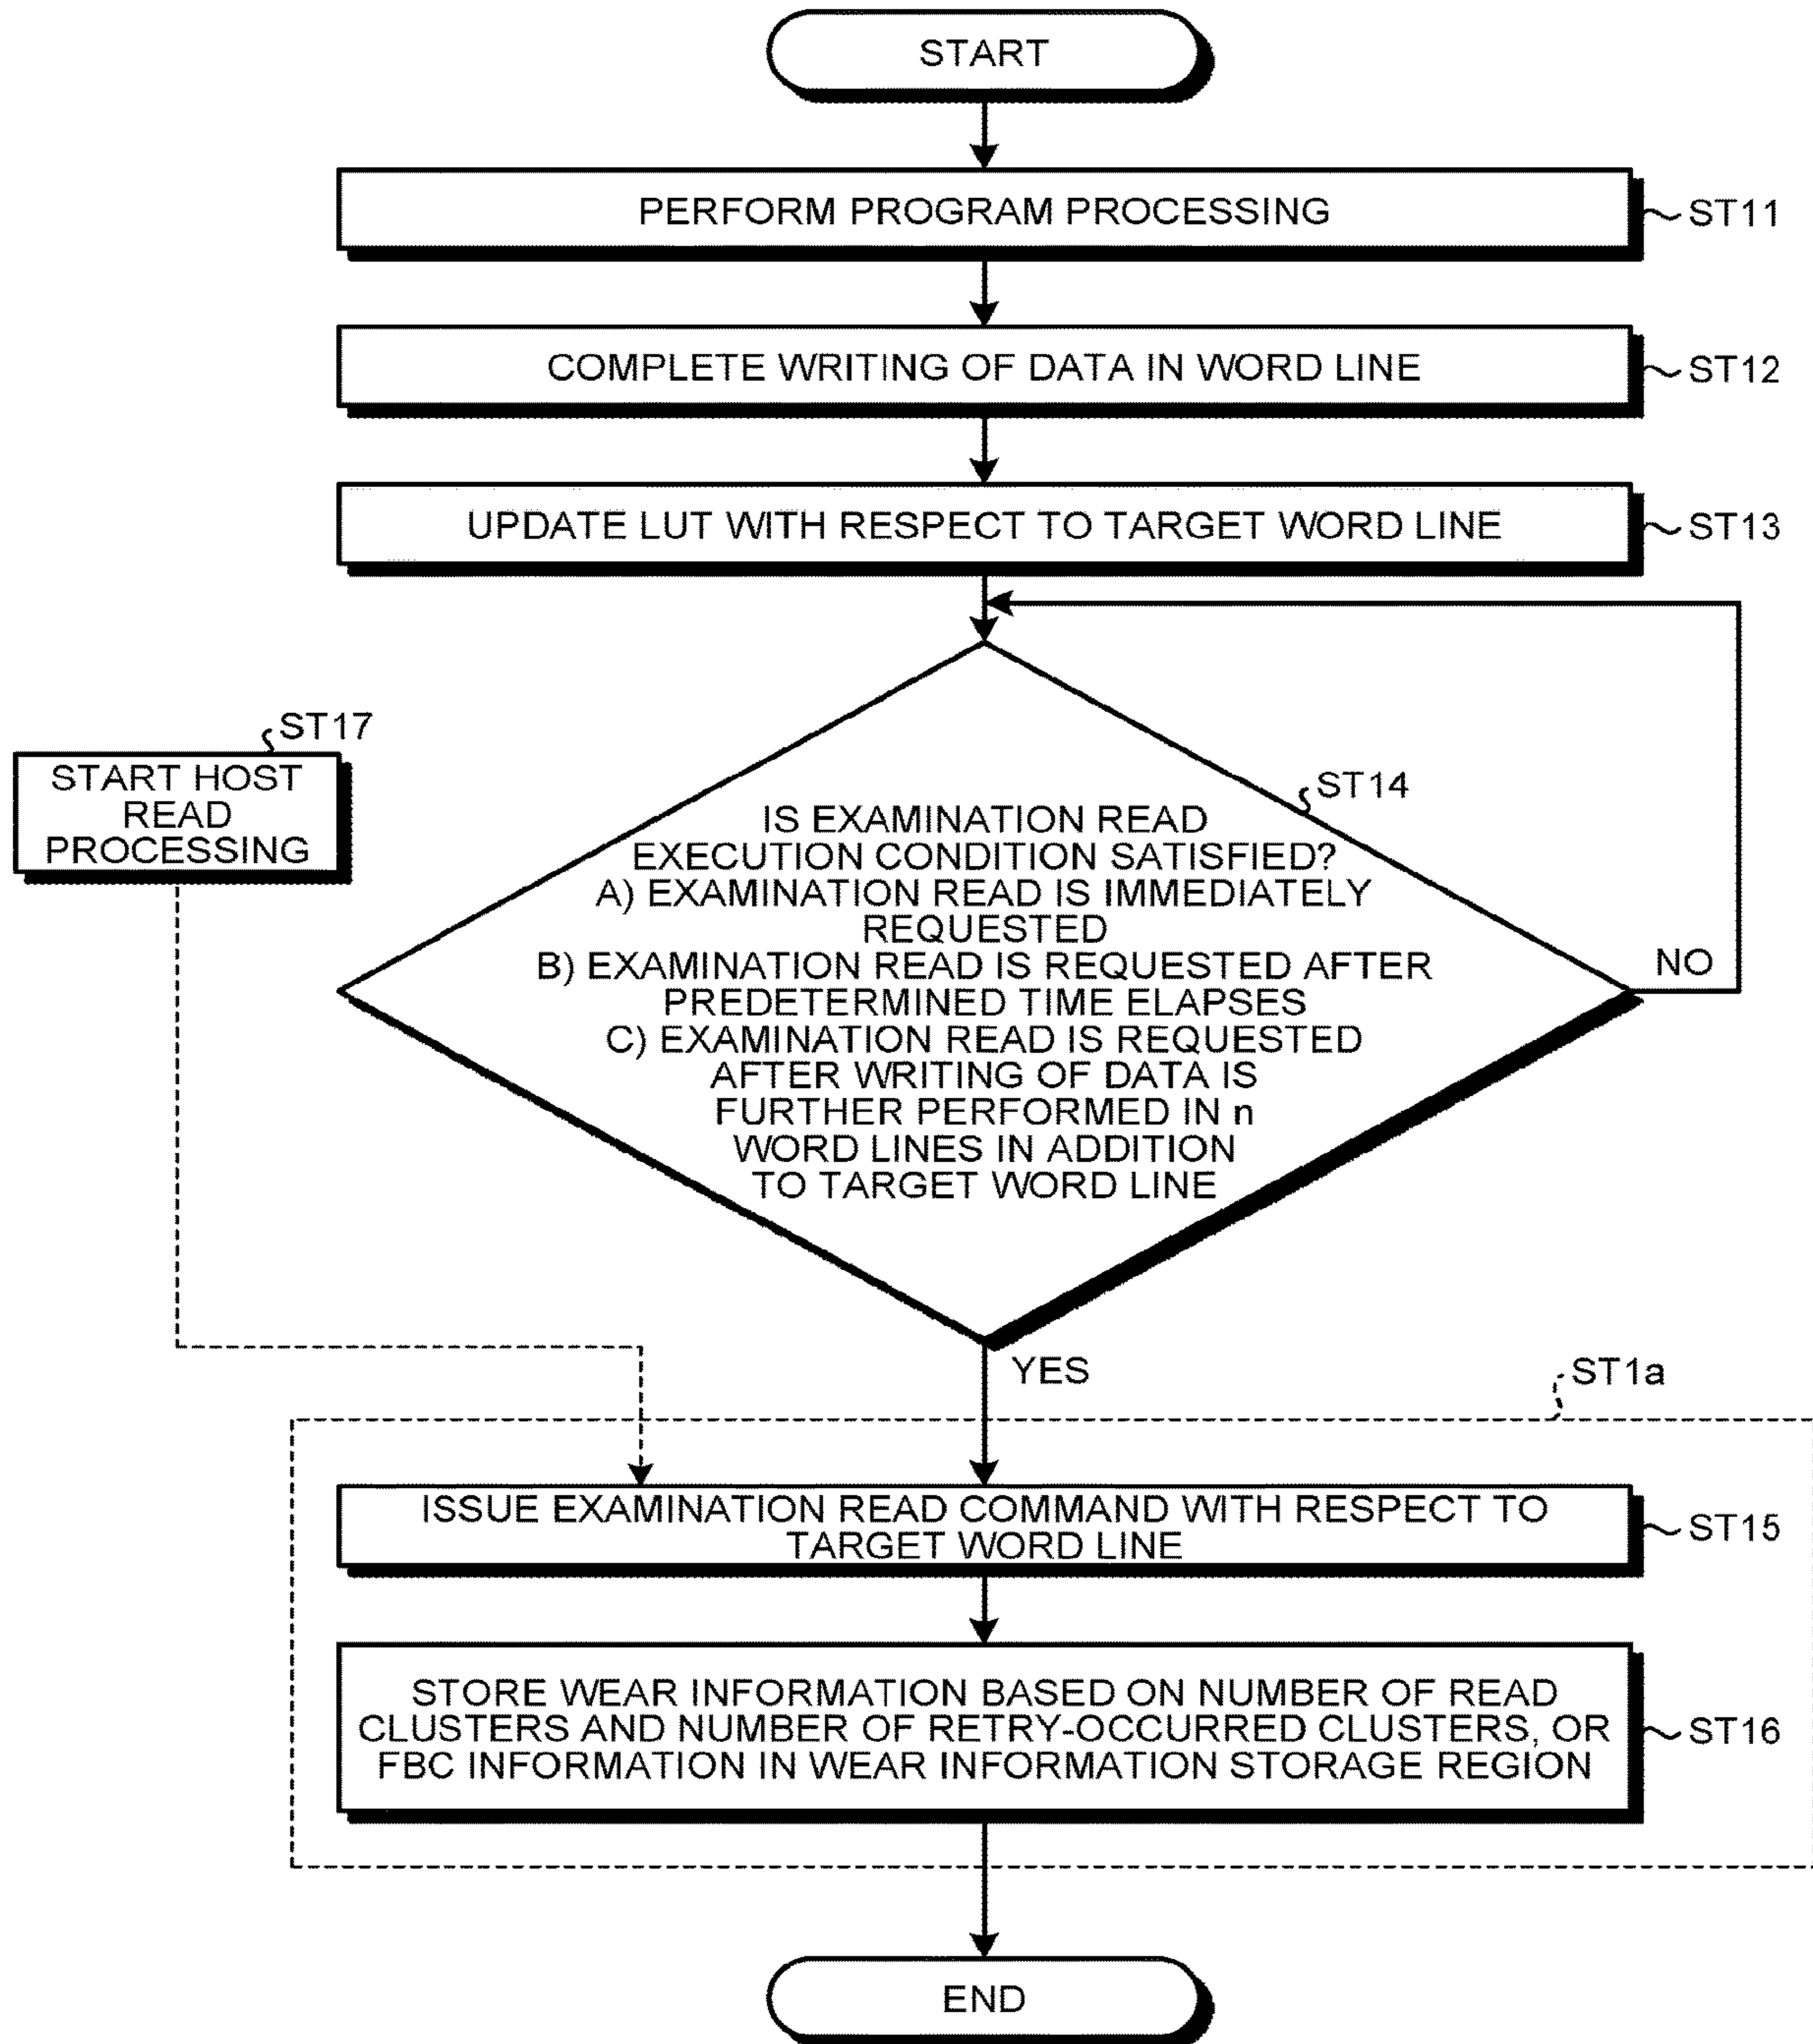 START
PERFORM PROGRAM PROCESSING
ST11
COMPLETE WRITING OF DATA IN WORD LINE
ST12
UPDATE LUT WITH RESPECT TO TARGET WORD LINE
ST13
ST17
START HOST
READ
PROCESSING
ST14
IS EXAMINATION READ
EXECUTION CONDITION SATISFIED?
A) EXAMINATION READ IS IMMEDIATELY
REQUESTED
B) EXAMINATION READ IS REQUESTED AFTER
PREDETERMINED TIME ELAPSES
C) EXAMINATION READ IS REQUESTED
AFTER WRITING OF DATA IS
FURTHER PERFORMED IN n
WORD LINES IN ADDITION
TO TARGET WORD LINE
NO
YES
ST1a
ISSUE EXAMINATION READ COMMAND WITH RESPECT TO
TARGET WORD LINE
ST15
STORE WEAR INFORMATION BASED ON NUMBER OF READ
CLUSTERS AND NUMBER OF RETRY-OCCURRED CLUSTERS, OR
FBC INFORMATION IN WEAR INFORMATION STORAGE REGION
ST16
END